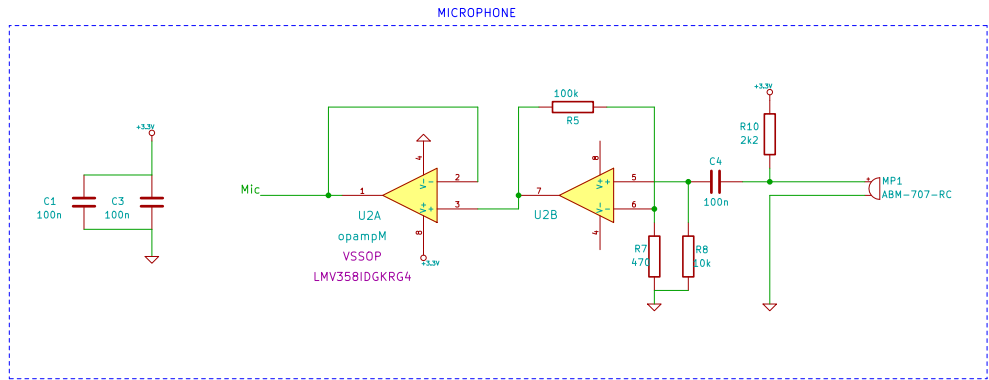 MICROPHONE
+3.3V
C1
100n
C3
100n
Mic
1
4
V-
-
2
V+
+
3
8
+3.3V
U2A
opampM
VSSOP
LMV358IDGKRG4
100k
R5
7
U2B
8
V+
+
5
V-
-
6
4
R7
470
R8
10k
C4
100n
+3.3V
R10
2k2
+
MP1
ABM-707-RC